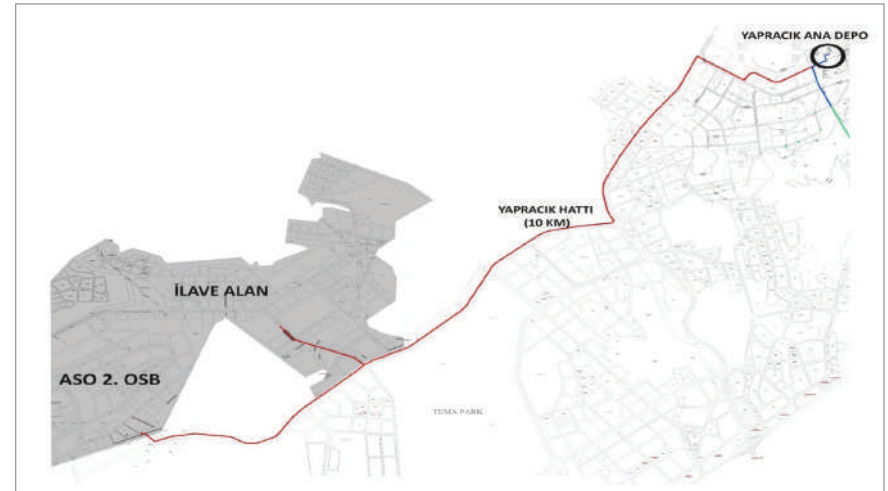 YAPRACIK ANA DEPO
YAPRACIK HATTI
(10 KM)
İLAVE ALAN
ASO 2. OSB
TEMA PARK